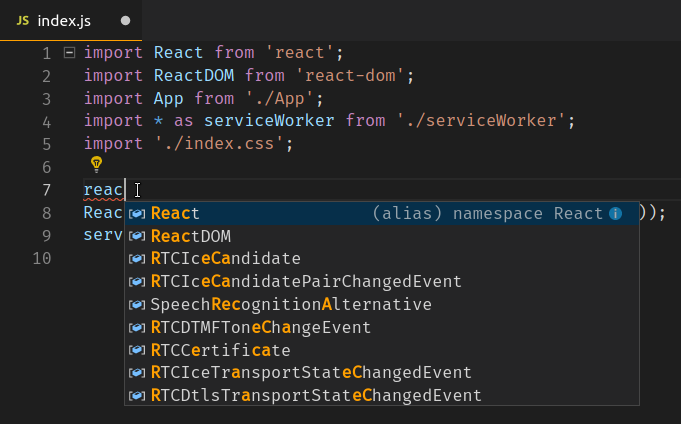 JS index.js
1 import React from 'react';
2 import ReactDOM from 'react-dom';
3 import App from './App';
4 import * as serviceWorker from './serviceWorker';
5 import './index.css';
6
7 reac
8 Reac ));
9 serv
10
React (alias) namespace React
ReactDOM
RTCIceCandidate
RTCIceCandidatePairChangedEvent
SpeechRecognitionAlternative
RTCDTMFToneChangeEvent
RTCCertificate
RTCIceTransportStateChangedEvent
RTCDtlsTransportStateChangedEvent